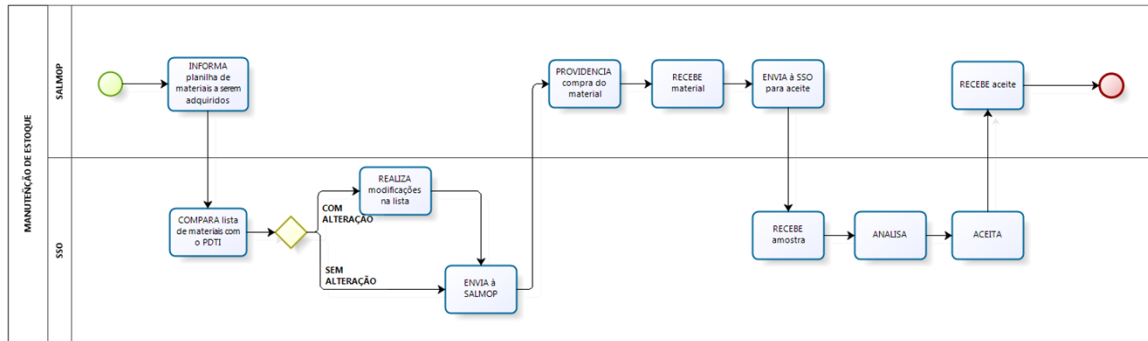 MANUTENÇÃO DE ESTOQUE
SALMOP
INFORMA
planilha de
materiais a serem
adquiridos
PROVIDENCIA
compra do
material
RECEBE
material
ENVIA à SSO
para aceite
RECEBE aceite
SSO
COMPARA lista
de materiais com
o PDTI
COM
ALTERAÇÃO
REALIZA
modificações
na lista
SEM
ALTERAÇÃO
ENVIA à
SALMOP
RECEBE
amostra
ANALISA
ACEITA